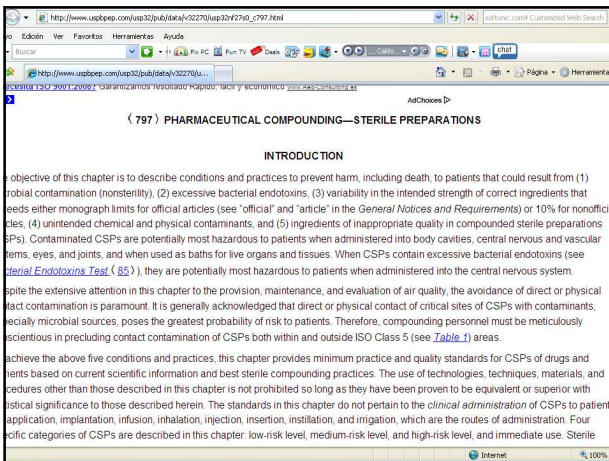 http://www.uspbpep.com/usp32/pub/data/v32270/usp32nf27s0_c797.html
softonic.com4 Customized Web Search
Ver Favoritos Herramientas Ayuda
Buscar Fix PC Fun TV Deals Califo... chat
http://www.uspbpep.com/usp32/pub/data/v32270/u... Página Herramienta
ISO 9001:2008? Garantizamos resultado Rápido, fácil y económico www.Aeg-Consulting.es
AdChoices
〈797〉 PHARMACEUTICAL COMPOUNDING—STERILE PREPARATIONS
INTRODUCTION
objective of this chapter is to describe conditions and practices to prevent harm, including death, to patients that could result from (1)
crobial contamination (nonsterility), (2) excessive bacterial endotoxins, (3) variability in the intended strength of correct ingredients that
eeds either monograph limits for official articles (see "official" and "article" in the General Notices and Requirements) or 10% for nonoffici
cles, (4) unintended chemical and physical contaminants, and (5) ingredients of inappropriate quality in compounded sterile preparations
SPs). Contaminated CSPs are potentially most hazardous to patients when administered into body cavities, central nervous and vascular
stems, eyes, and joints, and when used as baths for live organs and tissues. When CSPs contain excessive bacterial endotoxins (see
cterial Endotoxins Test 〈85〉), they are potentially most hazardous to patients when administered into the central nervous system.
spite the extensive attention in this chapter to the provision, maintenance, and evaluation of air quality, the avoidance of direct or physical
ntact contamination is paramount. It is generally acknowledged that direct or physical contact of critical sites of CSPs with contaminants,
pecially microbial sources, poses the greatest probability of risk to patients. Therefore, compounding personnel must be meticulously
nscientious in precluding contact contamination of CSPs both within and outside ISO Class 5 (see Table 1) areas.
achieve the above five conditions and practices, this chapter provides minimum practice and quality standards for CSPs of drugs and
rients based on current scientific information and best sterile compounding practices. The use of technologies, techniques, materials, and
cedures other than those described in this chapter is not prohibited so long as they have been proven to be equivalent or superior with
tistical significance to those described herein. The standards in this chapter do not pertain to the clinical administration of CSPs to patient
application, implantation, infusion, inhalation, injection, insertion, instillation, and irrigation, which are the routes of administration. Four
ecific categories of CSPs are described in this chapter: low-risk level, medium-risk level, and high-risk level, and immediate use. Sterile
Internet 100%